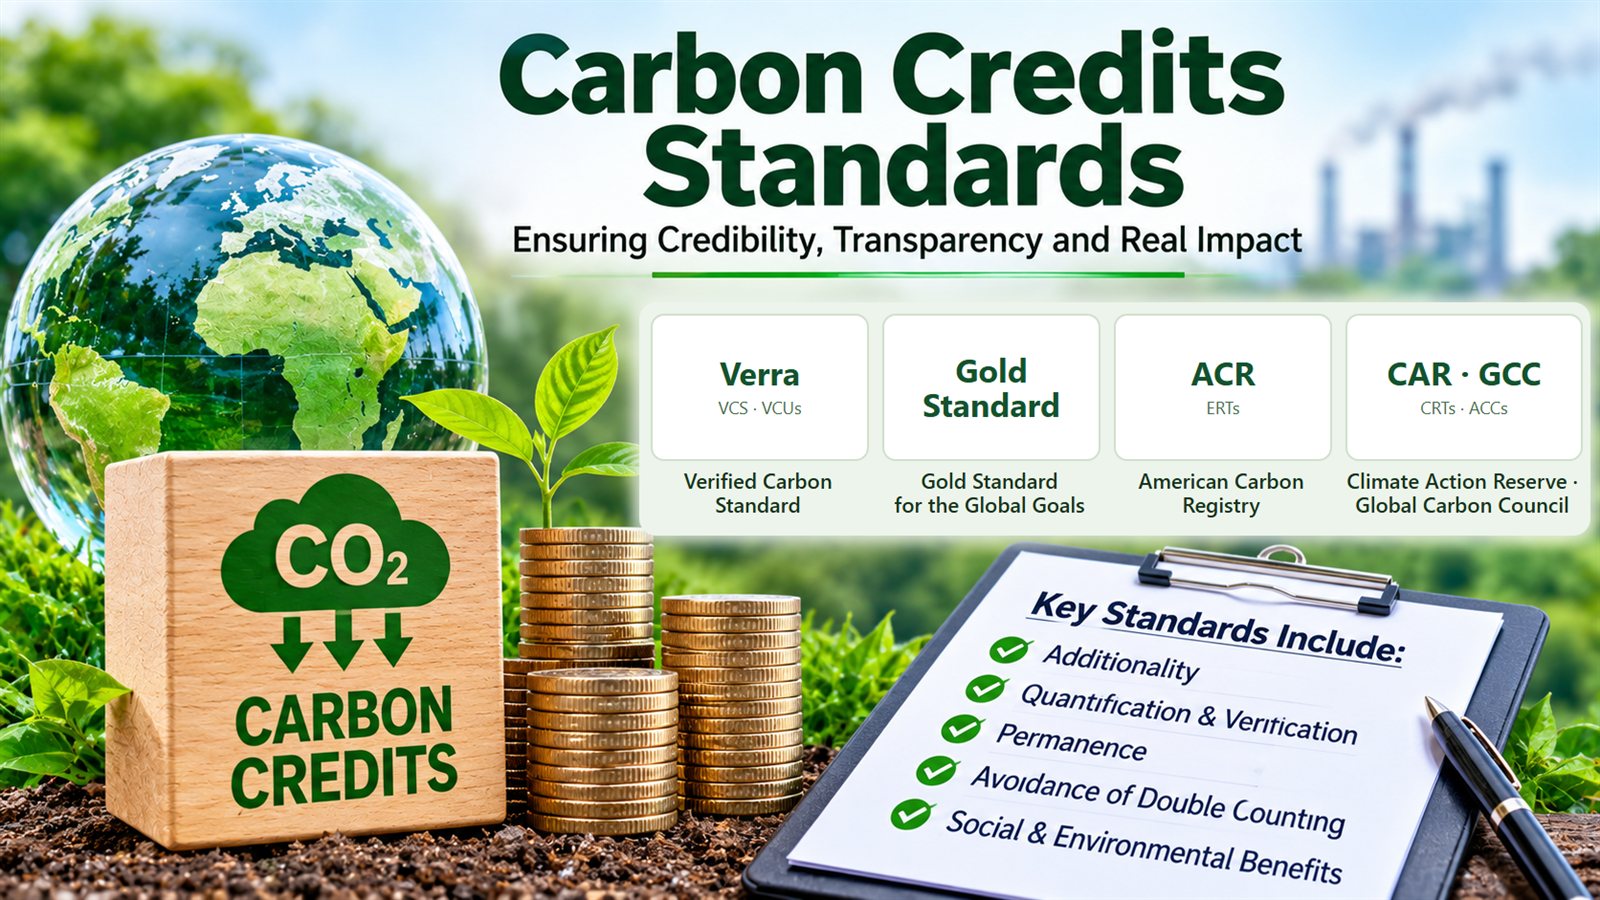 Carbon Credits
Standards
Ensuring Credibility, Transparency and Real Impact
Verra
VCS · VCUs
Verified Carbon
Standard
Gold
Standard
Gold Standard
for the Global Goals
ACR
ERTs
American Carbon
Registry
CAR · GCC
CRTs · ACCs
Climate Action Reserve ·
Global Carbon Council
CO2
CARBON
CREDITS
Key Standards Include:
Additionality
Quantification & Verification
Permanence
Avoidance of Double Counting
Social & Environmental Benefits